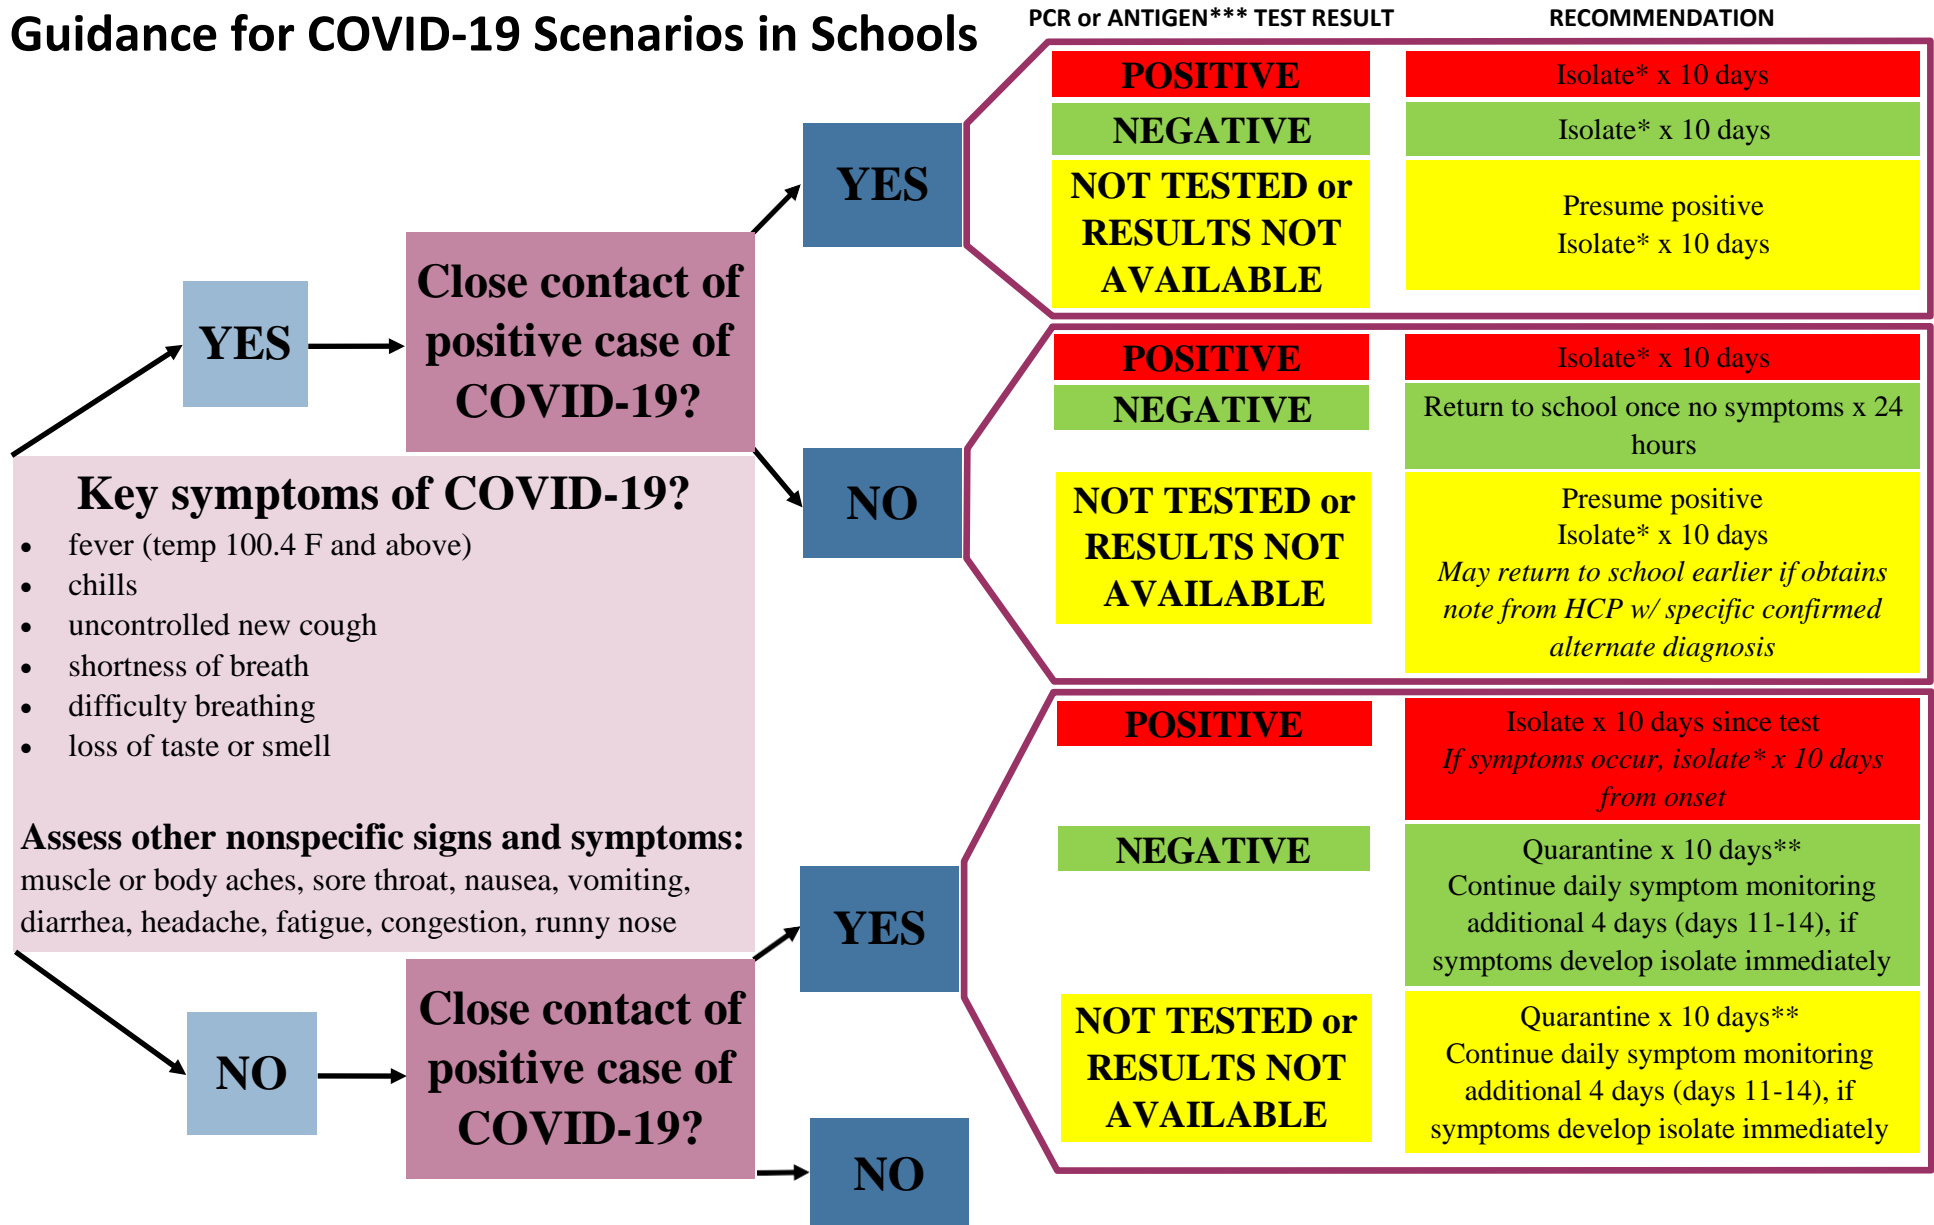 Guidance for COVID-19 Scenarios in Schools
PCR or ANTIGEN*** TEST RESULT
RECOMMENDATION
YES
Close contact of
positive case of
COVID-19?
YES
POSITIVE
Isolate* x 10 days
NEGATIVE
Isolate* x 10 days
NOT TESTED or
RESULTS NOT
AVAILABLE
Presume positive
Isolate* x 10 days
NO
POSITIVE
Isolate* x 10 days
NEGATIVE
Return to school once no symptoms x 24
hours
NOT TESTED or
RESULTS NOT
AVAILABLE
Presume positive
Isolate* x 10 days
May return to school earlier if obtains
note from HCP w/ specific confirmed
alternate diagnosis
Key symptoms of COVID-19?
• fever (temp 100.4 F and above)
• chills
• uncontrolled new cough
• shortness of breath
• difficulty breathing
• loss of taste or smell
Assess other nonspecific signs and symptoms:
muscle or body aches, sore throat, nausea, vomiting,
diarrhea, headache, fatigue, congestion, runny nose
NO
Close contact of
positive case of
COVID-19?
YES
POSITIVE
Isolate x 10 days since test
If symptoms occur, isolate* x 10 days
from onset
NEGATIVE
Quarantine x 10 days**
Continue daily symptom monitoring
additional 4 days (days 11-14), if
symptoms develop isolate immediately
NOT TESTED or
RESULTS NOT
AVAILABLE
Quarantine x 10 days**
Continue daily symptom monitoring
additional 4 days (days 11-14), if
symptoms develop isolate immediately
NO